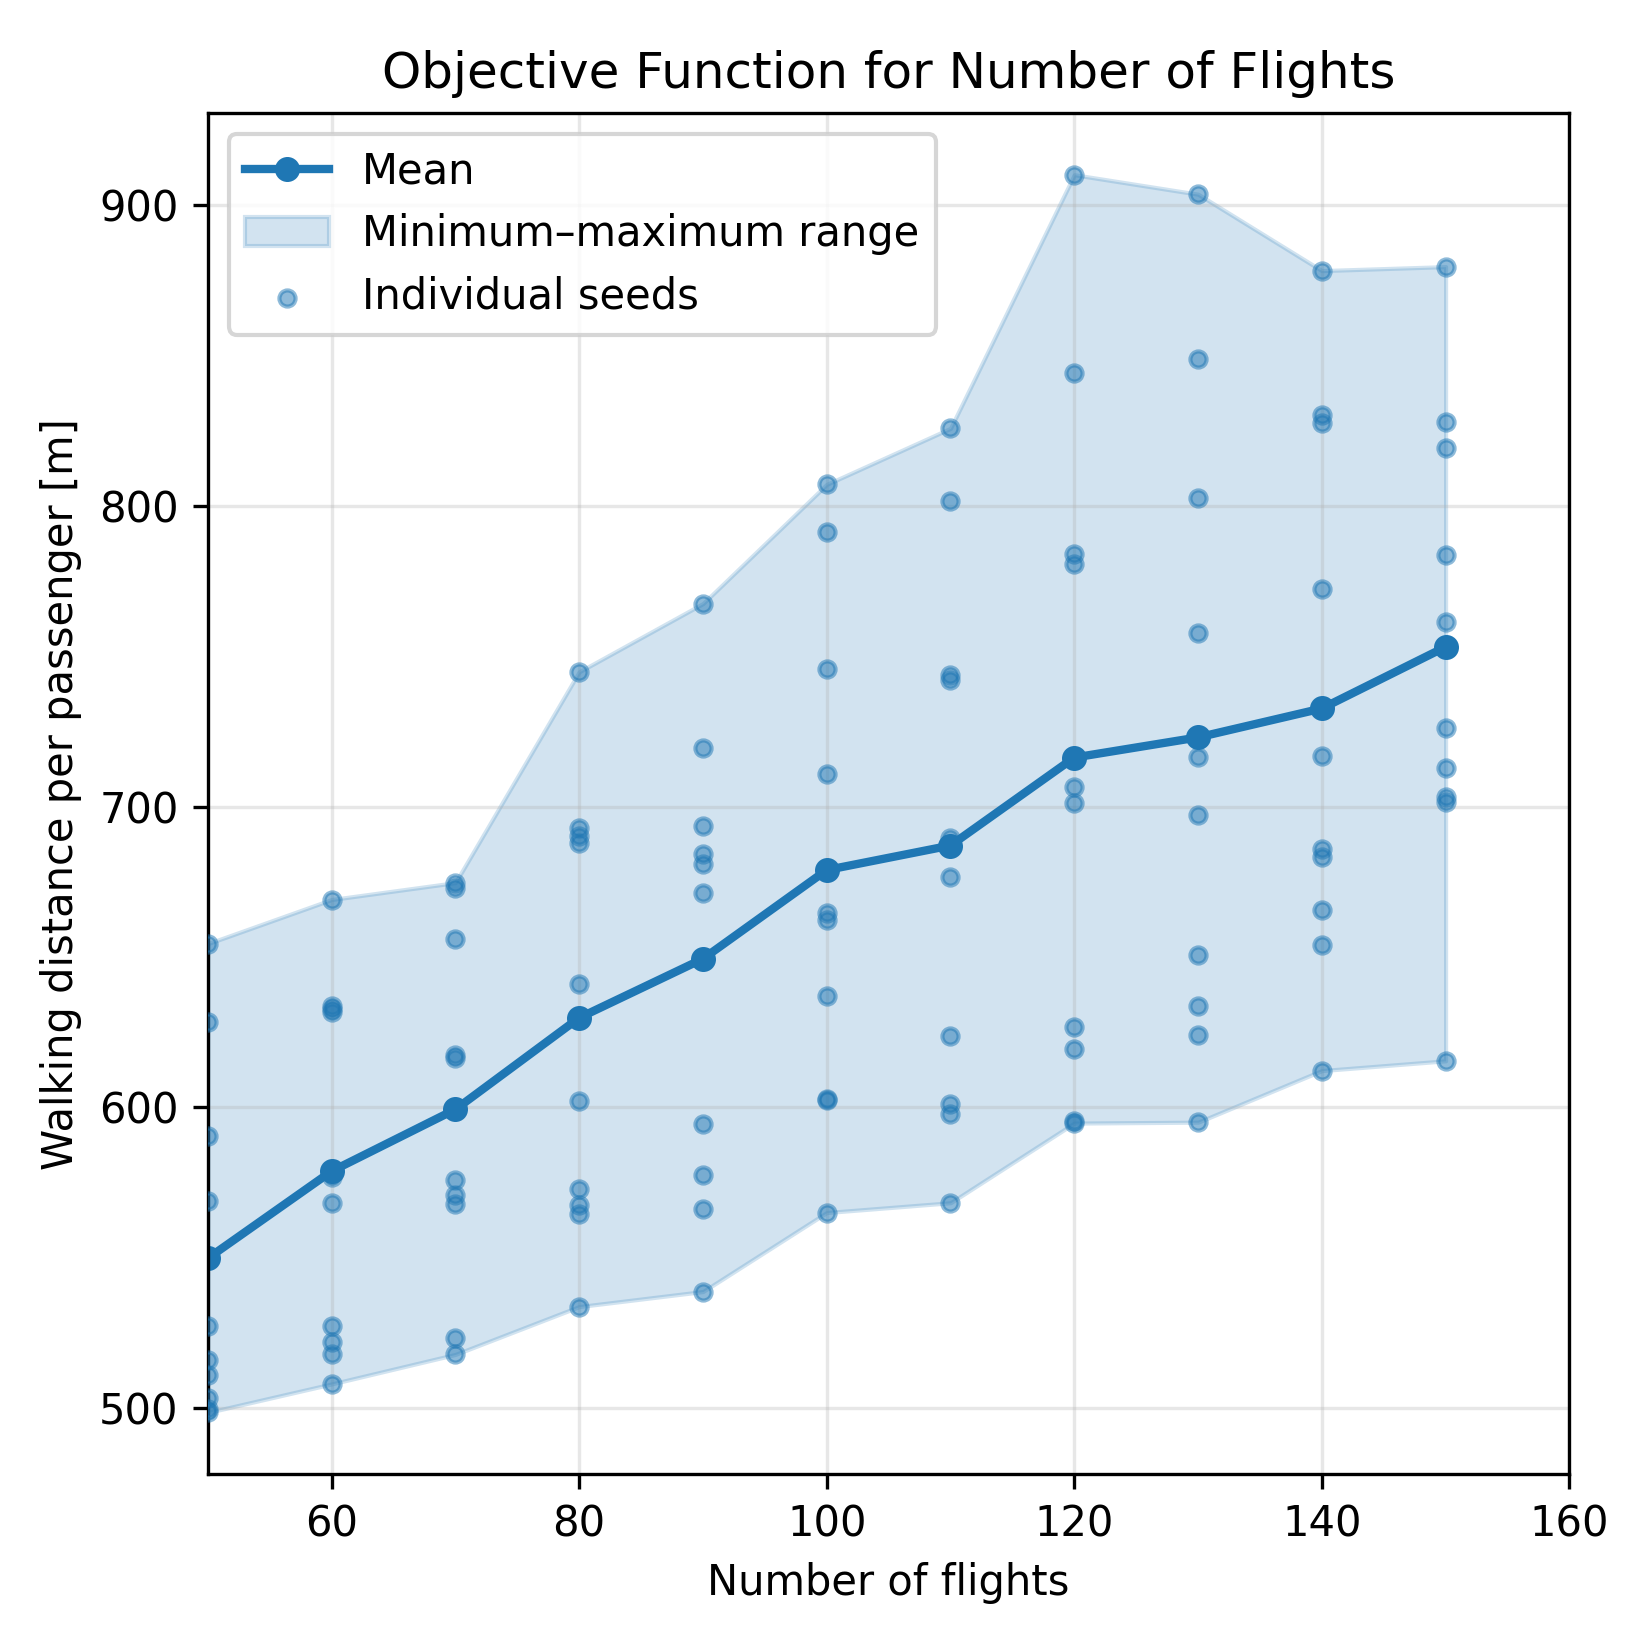 Objective Function for Number of Flights
Mean
Minimum–maximum range
Individual seeds
900
800
700
600
500
Walking distance per passenger [m]
60 80 100 120 140 160
Number of flights